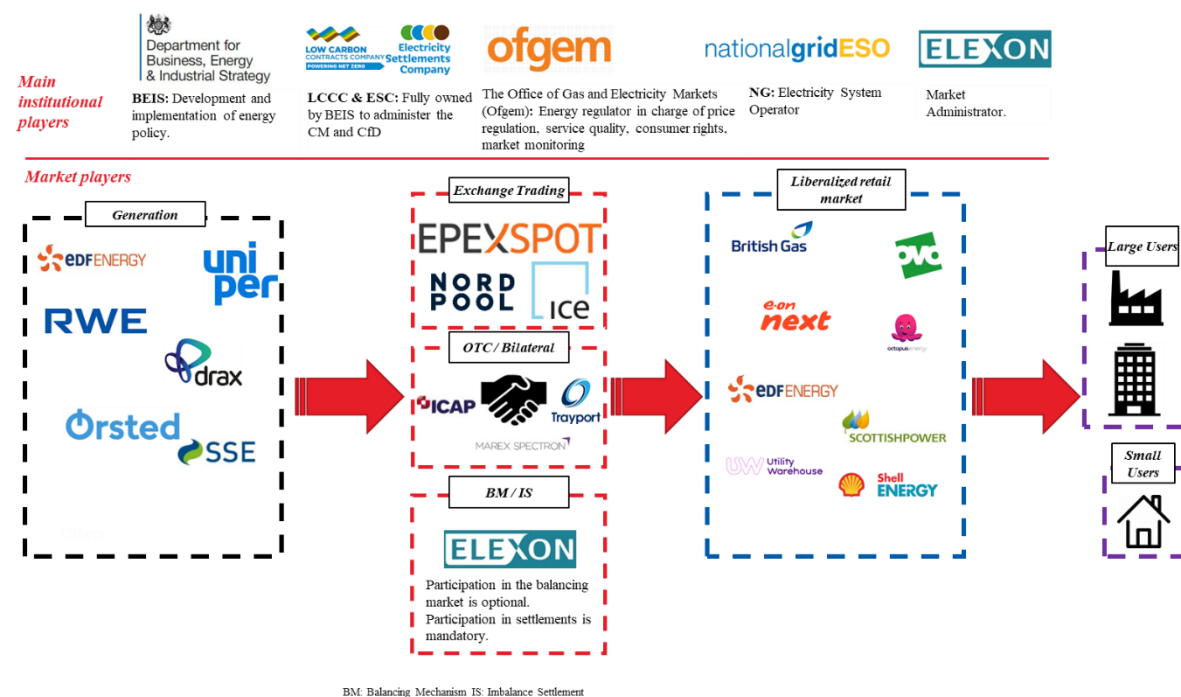 Department for
Business, Energy
& Industrial Strategy
LOW CARBON
CONTRACTS COMPANY
POWERING NET ZERO
Electricity
Settlements
Company
ofgem
nationalgridESO
ELEXON
Main
institutional
players
BEIS: Development and
implementation of energy
policy.
LCCC & ESC: Fully owned
by BEIS to administer the
CM and CfD
The Office of Gas and Electricity Markets
(Ofgem): Energy regulator in charge of price
regulation, service quality, consumer rights,
market monitoring
NG: Electricity System
Operator
Market
Administrator.
Market players
Generation
EDF ENERGY
uni
per
RWE
drax
Orsted
SSE
Exchange Trading
EPEXSPOT
NORD
POOL
ice
OTC / Bilateral
ICAP
Trayport
MAREX SPECTRON
BM / IS
ELEXON
Participation in the balancing
market is optional.
Participation in settlements is
mandatory.
Liberalized retail
market
British Gas
ovo
e·on
next
octopusenergy
EDF ENERGY
SCOTTISHPOWER
UW Utility
Warehouse
Shell
ENERGY
Large Users
Small
Users
BM: Balancing Mechanism IS: Imbalance Settlement